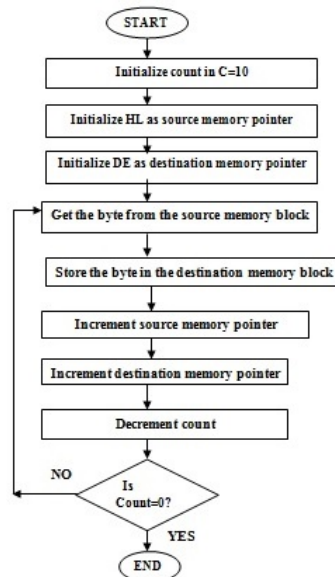 START
Initialize count in C=10
Initialize HL as source memory pointer
Initialize DE as destination memory pointer
Get the byte from the source memory block
Store the byte in the destination memory block
Increment source memory pointer
Increment destination memory pointer
Decrement count
NO
Is
Count=0?
YES
END